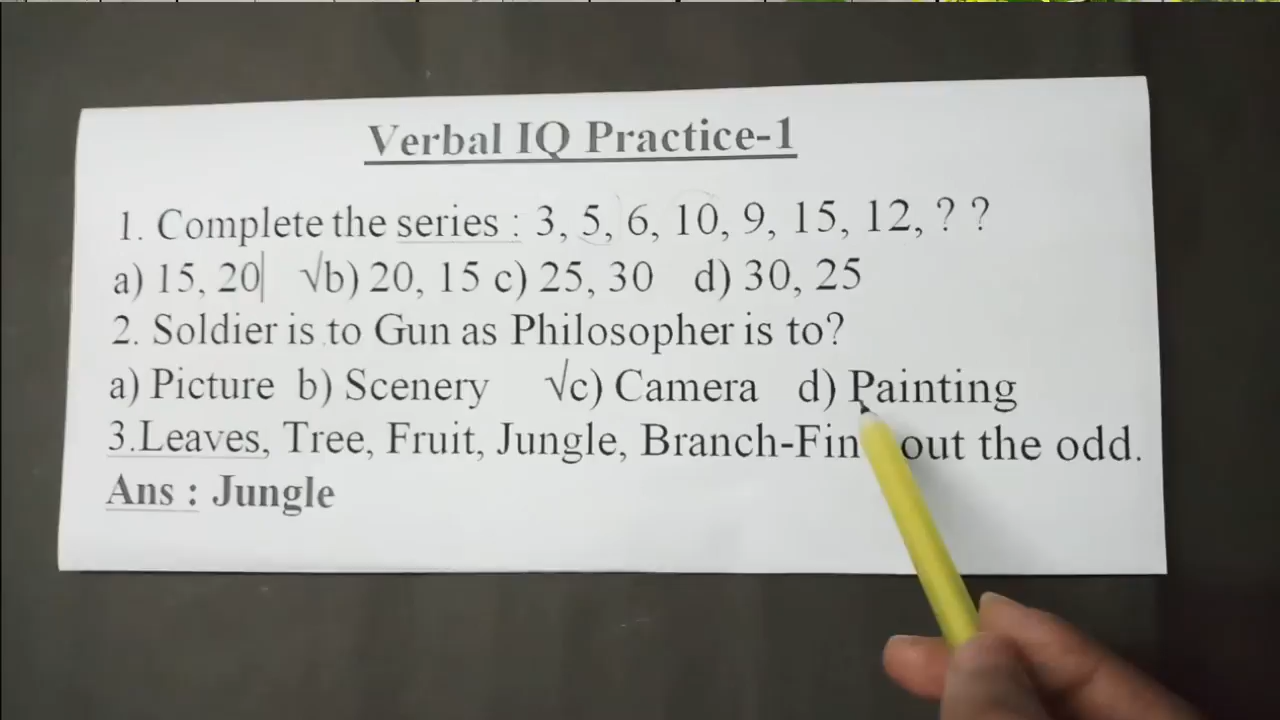 Verbal IQ Practice-1
1. Complete the series : 3, 5, 6, 10, 9, 15, 12, ? ?
a) 15, 20 √b) 20, 15 c) 25, 30 d) 30, 25
2. Soldier is to Gun as Philosopher is to?
a) Picture b) Scenery √c) Camera d) Painting
3.Leaves, Tree, Fruit, Jungle, Branch-Fin out the odd.
Ans : Jungle